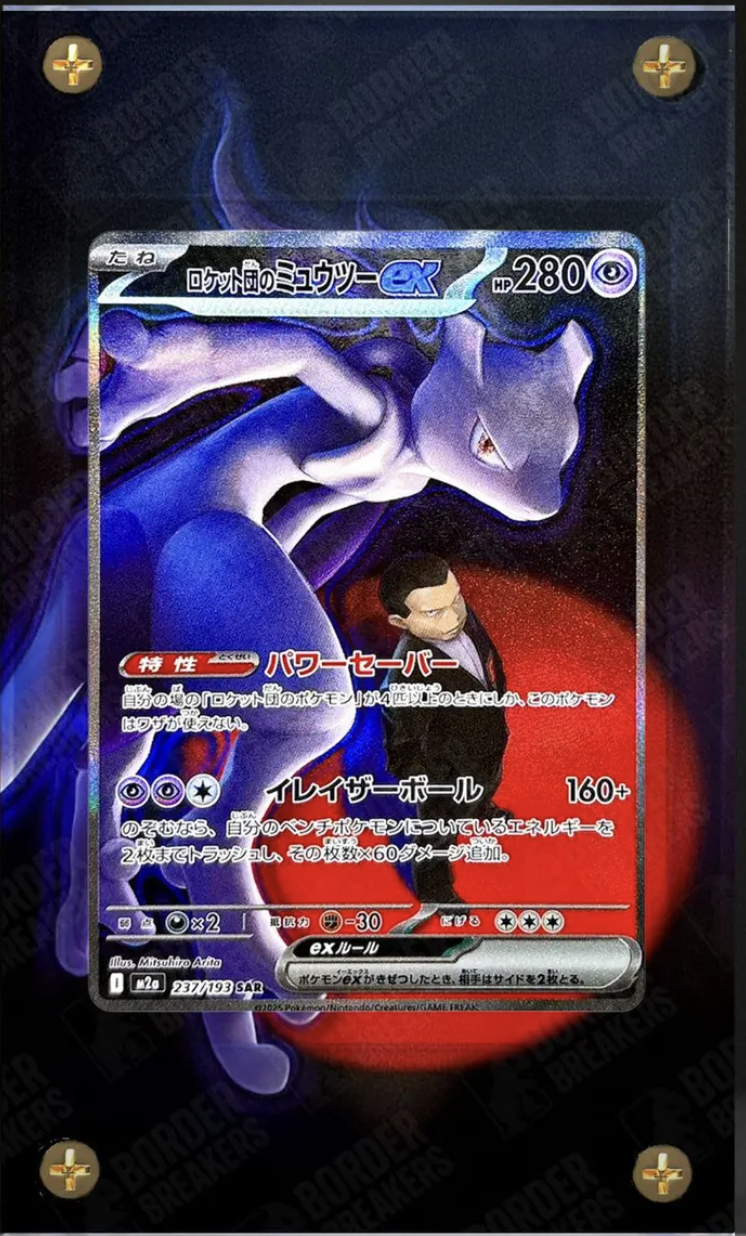 BORDER BREAKERS
たね
ロケット団のミュウツーex HP280
特性 とくせい パワーセーバー
自分の場の「ロケット団のポケモン」が4匹以上のときにしか、このポケモン
はワザが使えない。
イレイザーボール 160+
のぞむなら、自分のベンチポケモンについているエネルギーを
2枚までトラッシュし、その枚数×60ダメージ追加。
弱点 ×2 抵抗力 -30 にげる
exルール
ポケモンexがきぜつしたとき、相手はサイドを2枚とる。
Illus. Mitsuhiro Arita
I m2a 237/193 SAR
©2025 Pokémon/Nintendo/Creatures/GAME FREAK
BORDER BREAKERS